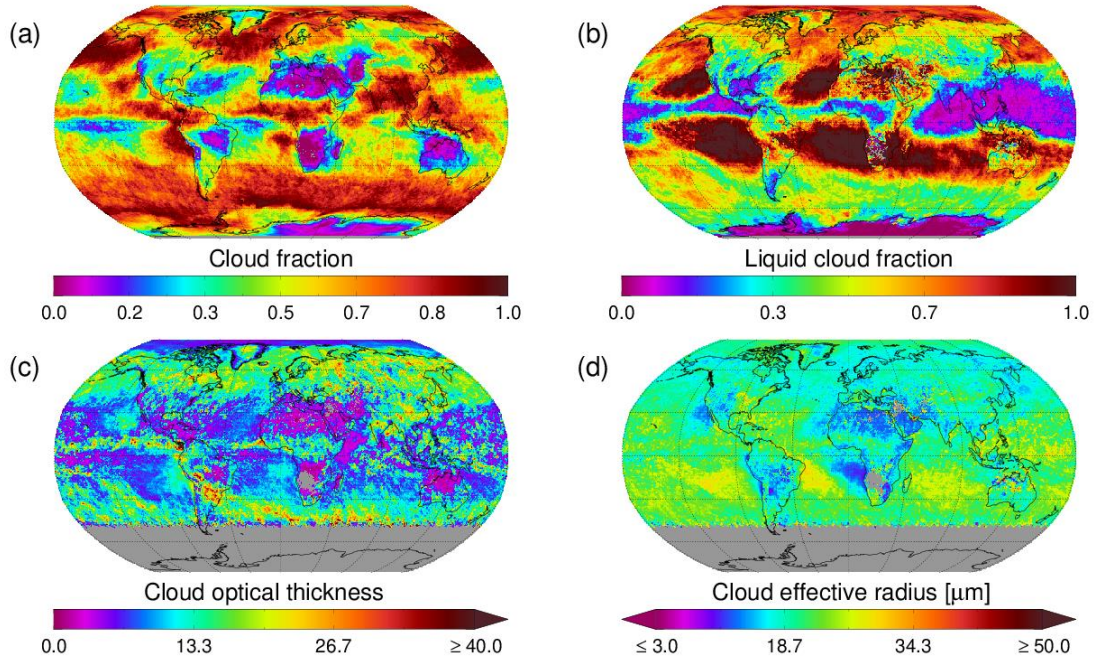 (a)
(b)
Cloud fraction
Liquid cloud fraction
0.0 0.2 0.3 0.7 0.8 1.0
0.0 0.3 0.7 1.0
(c)
(d)
Cloud optical thickness
Cloud effective radius [µm]
0.0 13.3 26.7 ≥ 40.0
≤ 3.0 18.7 34.3 ≥ 50.0